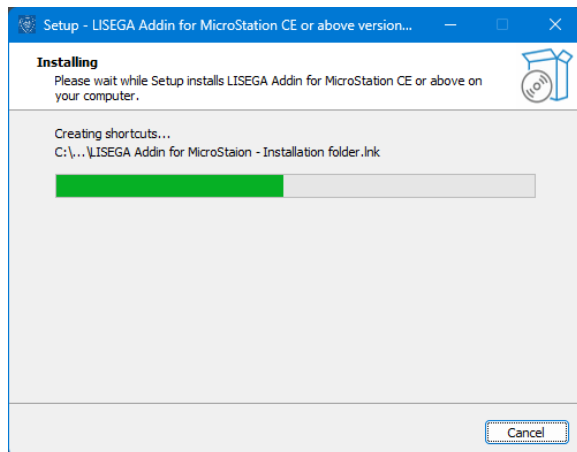 Setup - LISEGA Addin for MicroStation CE or above version...
Installing
Please wait while Setup installs LISEGA Addin for MicroStation CE or above on
your computer.
Creating shortcuts...
C:\...\LISEGA Addin for MicroStaion - Installation folder.lnk
Cancel